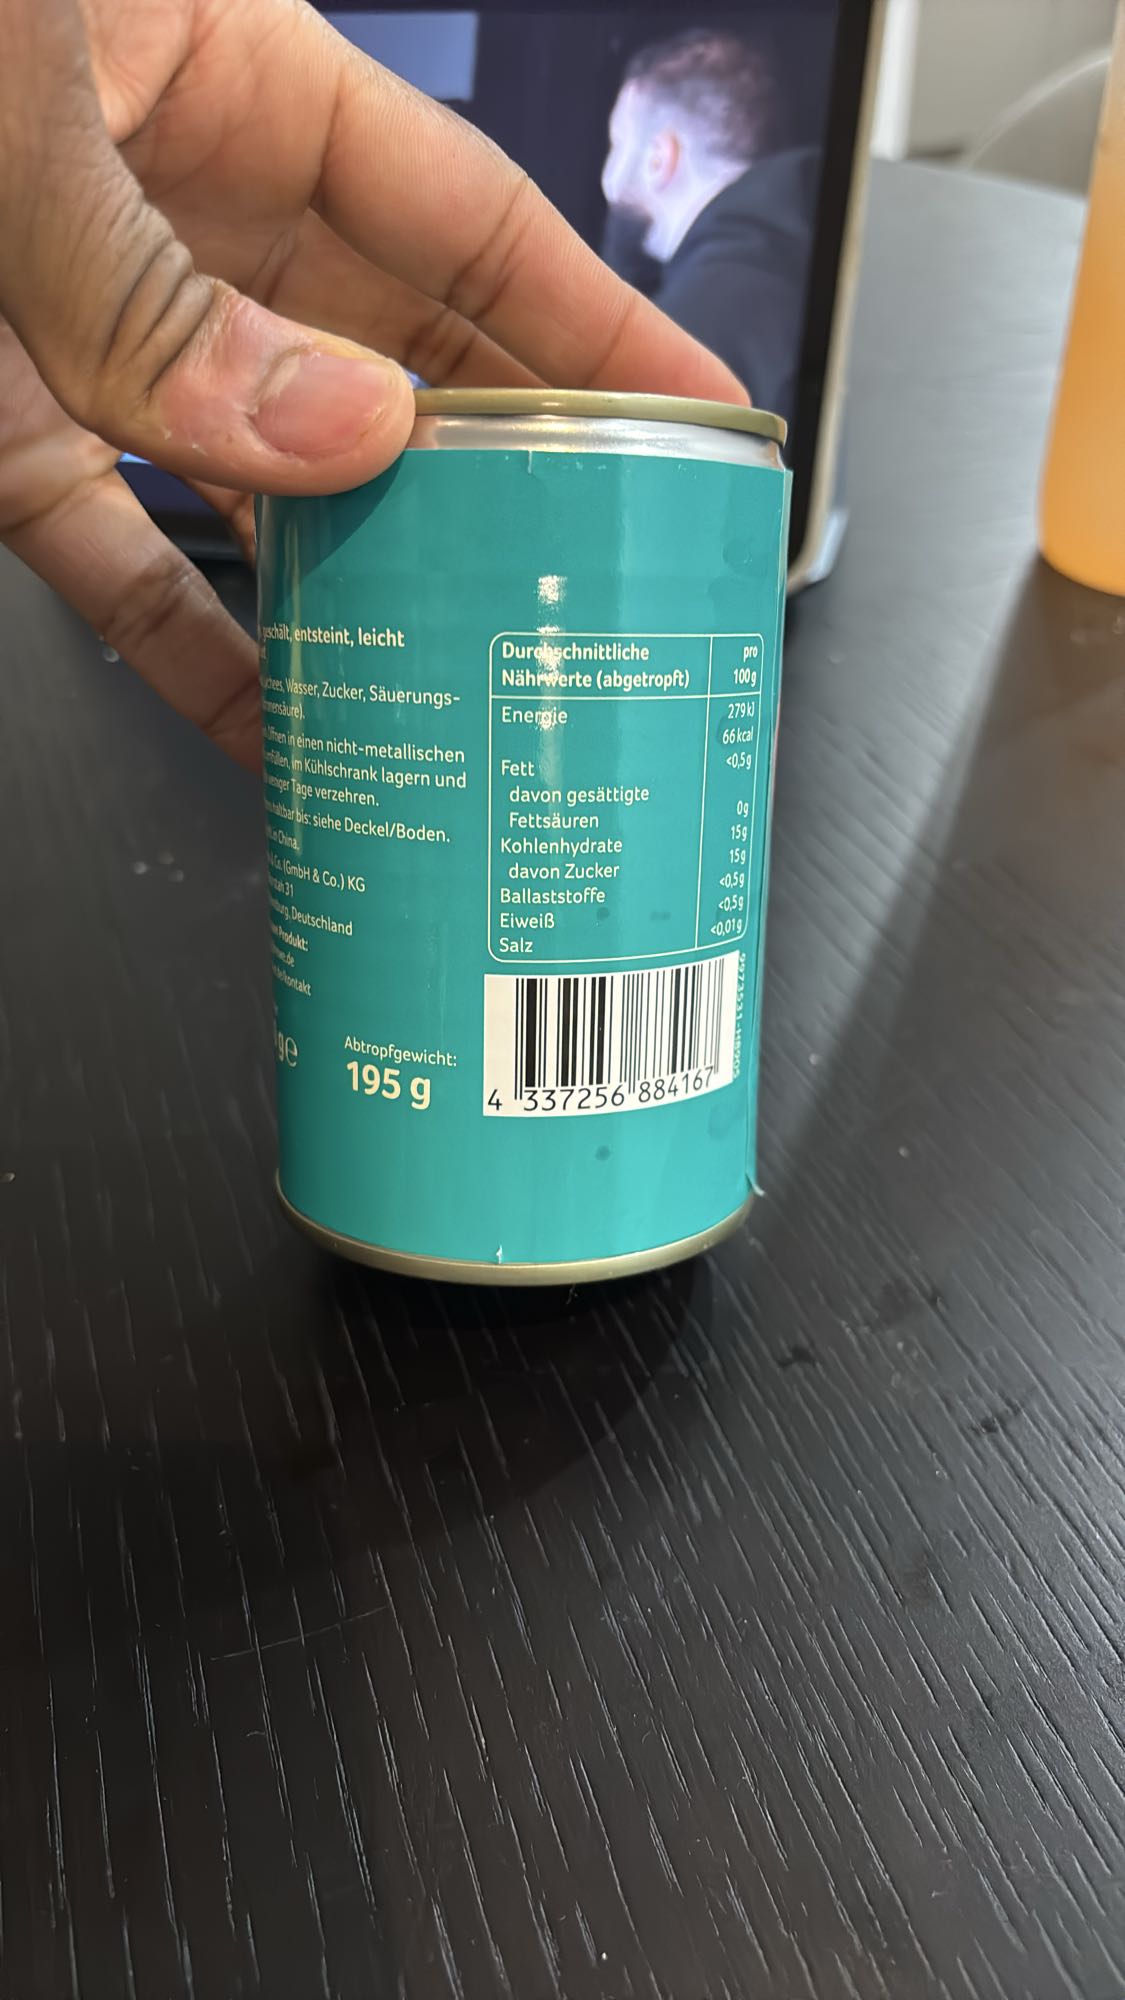 geschält, entsteint, leicht
Wasser, Zucker, Säuerungs-
in einen nicht-metallischen
im Kühlschrank lagern und
weniger Tage verzehren.
haltbar bis: siehe Deckel/Boden.
in China.
(GmbH & Co.) KG
31
Deutschland
Produkt:
Abtropfgewicht:
195 g
Durchschnittliche
Nährwerte (abgetropft)
pro
100 g
Energie 279 kJ
66 kcal
Fett <0,5 g
davon gesättigte
Fettsäuren 0 g
Kohlenhydrate 15 g
davon Zucker 15 g
Ballaststoffe <0,5 g
Eiweiß <0,5 g
Salz <0,01 g
4 337256 884167